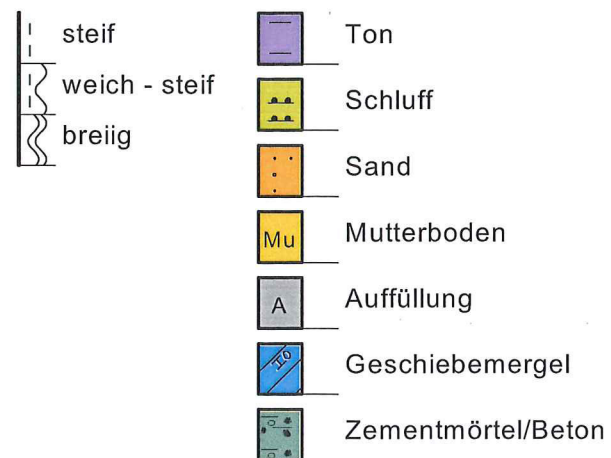 steif
weich - steif
breiig
Ton
Schluff
Sand
Mu Mutterboden
A Auffüllung
Geschiebemergel
Zementmörtel/Beton